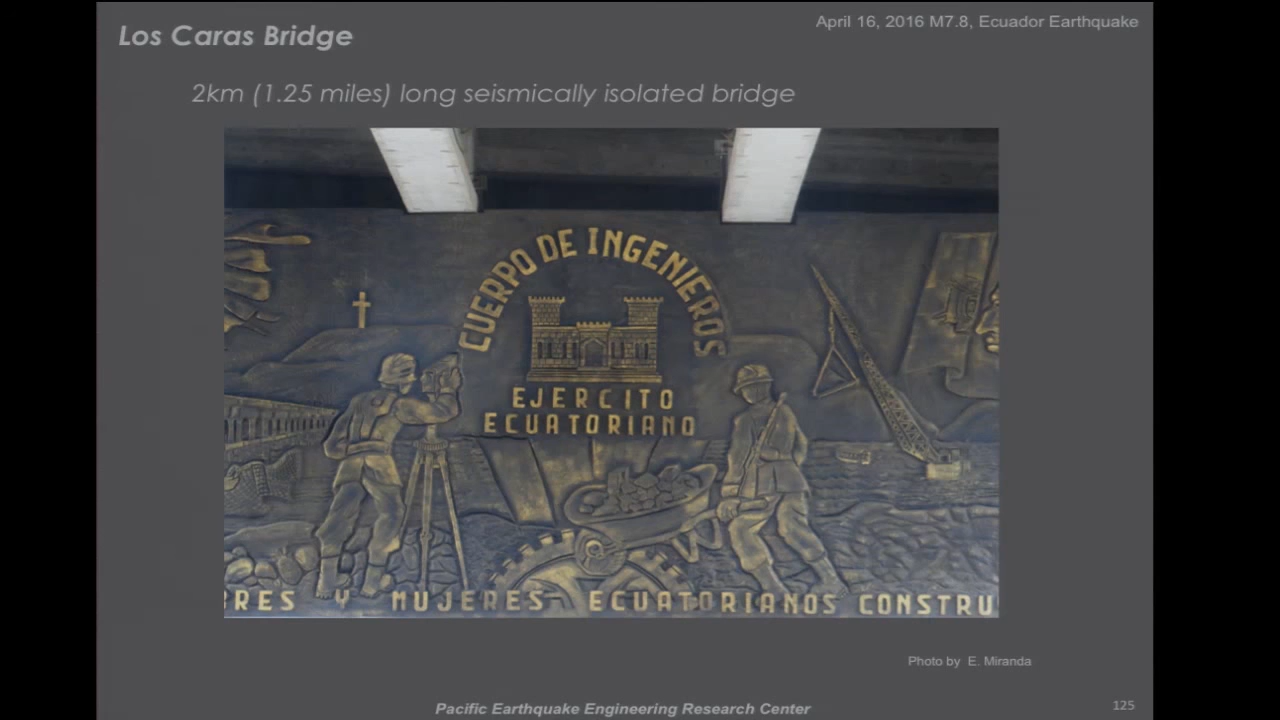 Los Caras Bridge
April 16, 2016 M7.8, Ecuador Earthquake
2km (1.25 miles) long seismically isolated bridge
CUERPO DE INGENIEROS
EJERCITO
ECUATORIANO
RES Y MUJERES ECUATORIANOS CONSTRU
Photo by E. Miranda
Pacific Earthquake Engineering Research Center
125